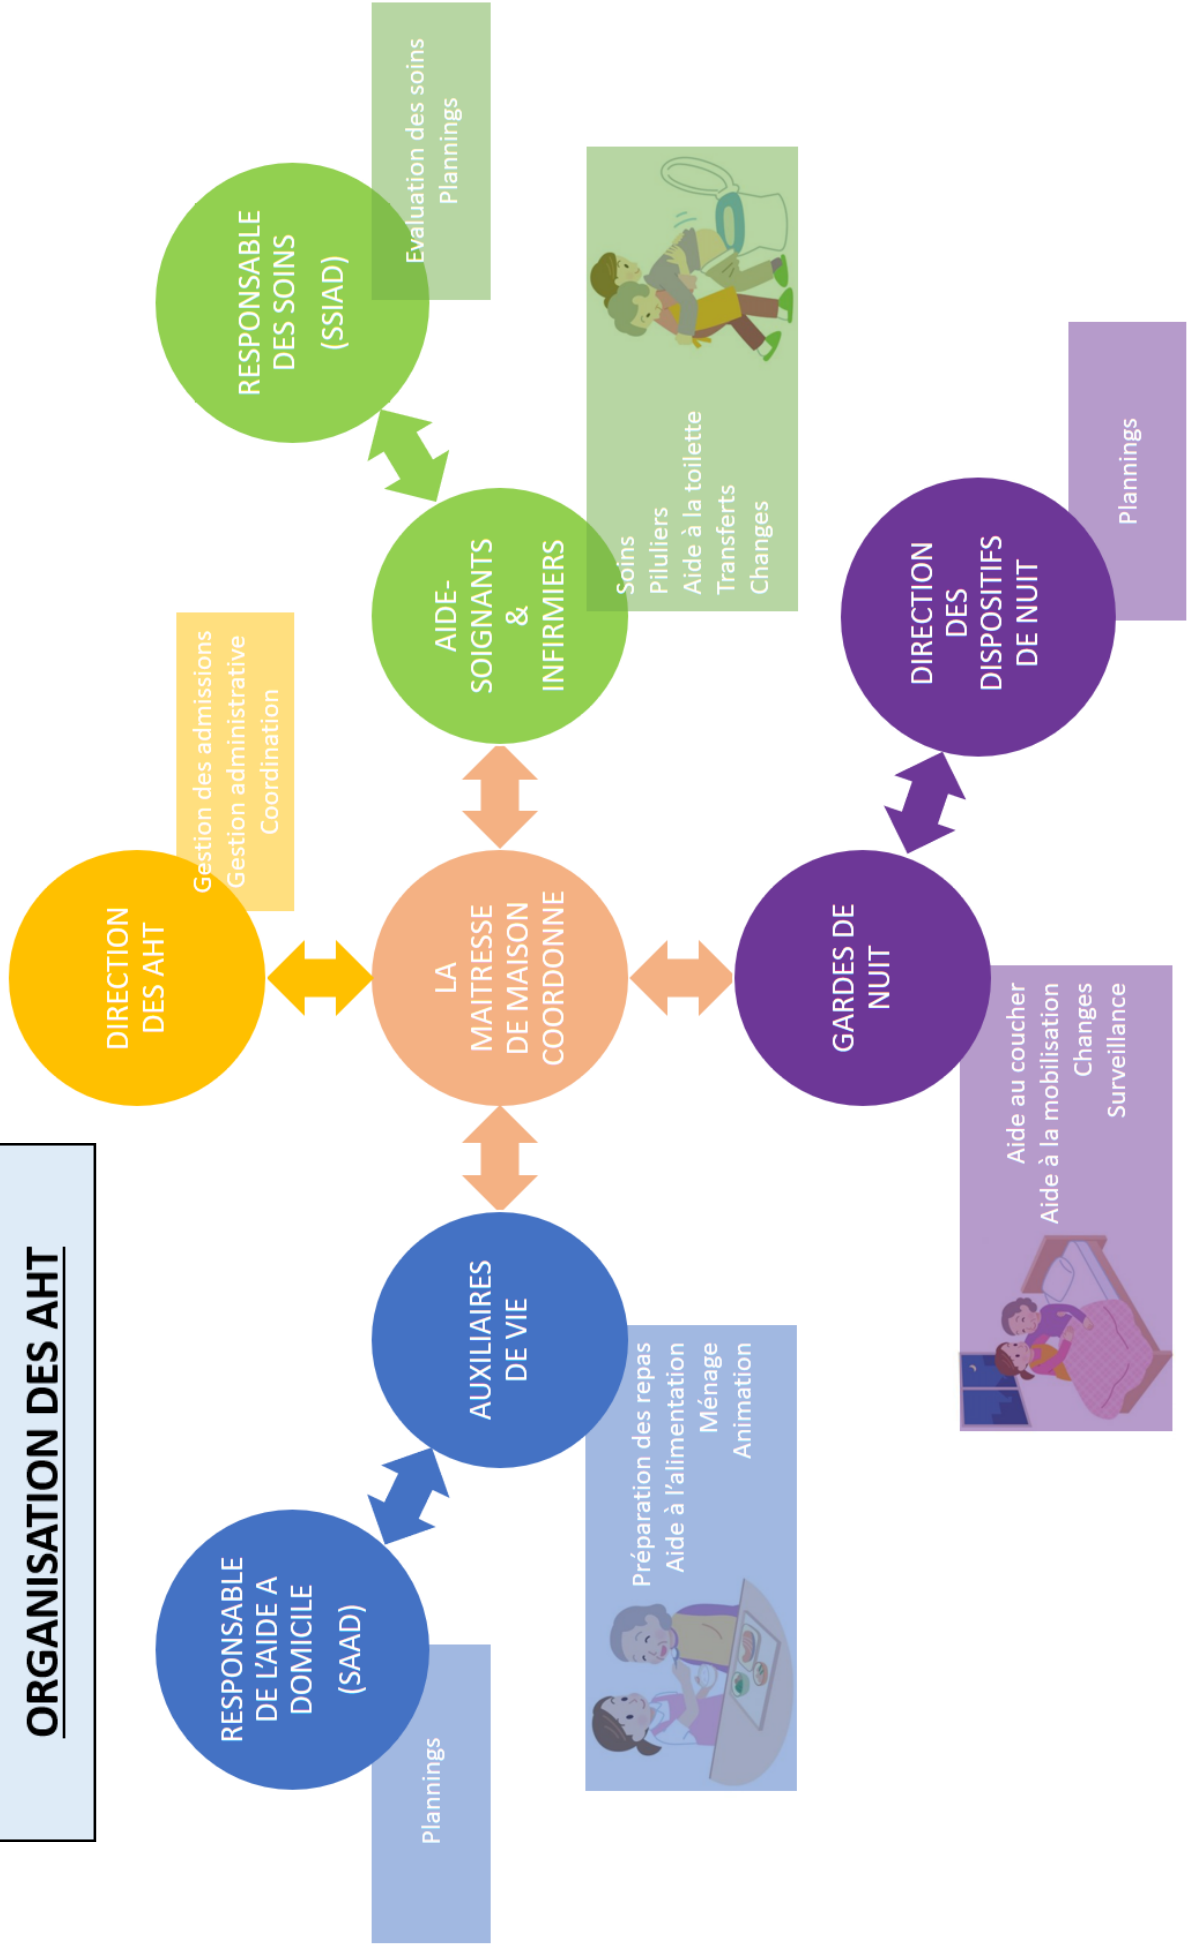 ORGANISATION DES AHT
DIRECTION
DES AHT
Gestion des admissions
Gestion administrative
Coordination
RESPONSABLE
DE L'AIDE A
DOMICILE
(SAAD)
Plannings
RESPONSABLE
DES SOINS
(SSIAD)
Evaluation des soins
Plannings
AUXILIAIRES
DE VIE
Préparation des repas
Aide à l'alimentation
Ménage
Animation
LA
MAITRESSE
DE MAISON
COORDONNE
AIDE-
SOIGNANTS
&
INFIRMIERS
Soins
Piluliers
Aide à la toilette
Transferts
Changes
GARDES DE
NUIT
Aide au coucher
Aide à la mobilisation
Changes
Surveillance
DIRECTION
DES
DISPOSITIFS
DE NUIT
Plannings